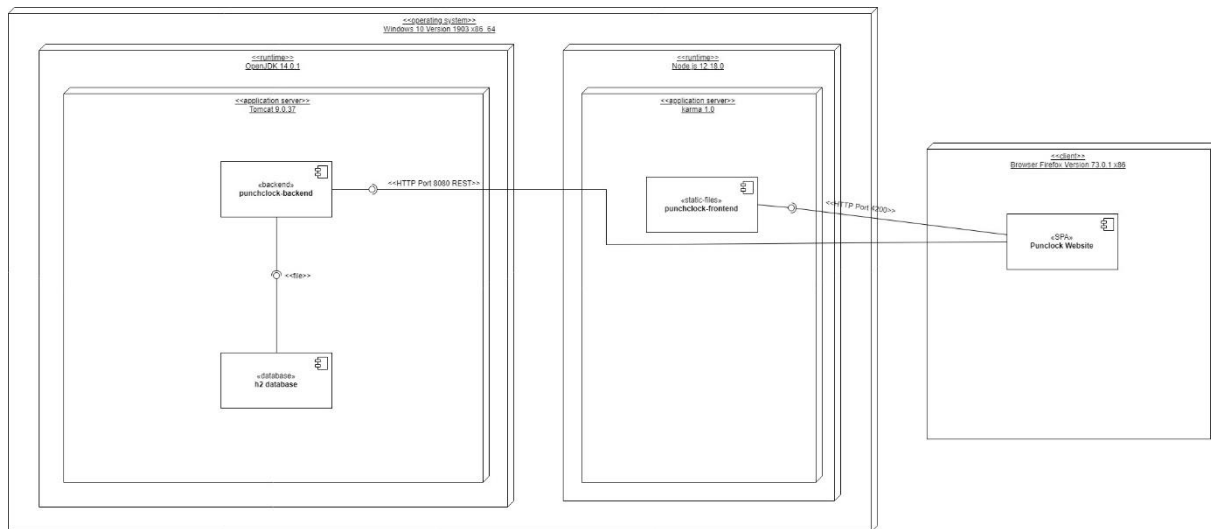 <<operating system>>
Windows 10 Version 1903 x86_64
<<runtime>>
OpenJDK 14.0.1
<<application server>>
Tomcat 9.0.37
«backend»
punchclock-backend
<<HTTP Port 8080 REST>>
<<file>>
«database»
h2 database
<<runtime>>
Node.js 12.18.0
<<application server>>
karma 1.0
«static-files»
punchclock-frontend
<<HTTP Port 4200>>
<<client>>
Browser Firefox Version 73.0.1 x86
«SPA»
Punclock Website